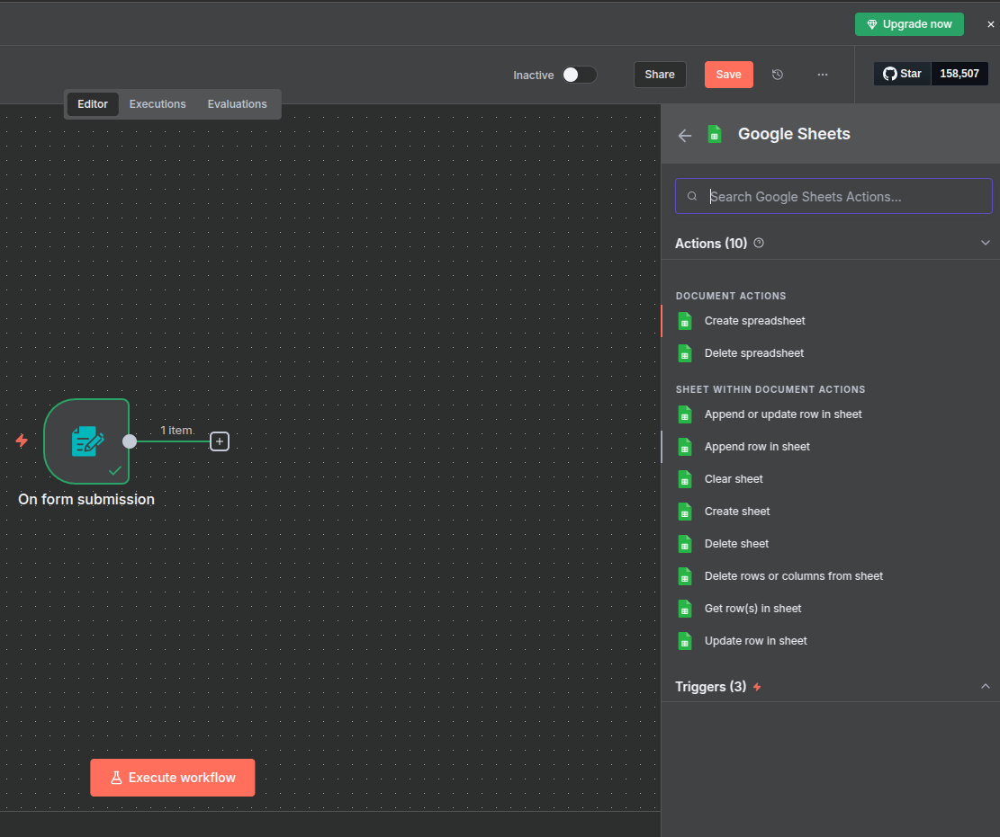 Upgrade now
Inactive
Share
Save
Star
158,507
Editor
Executions
Evaluations
Google Sheets
Search Google Sheets Actions...
Actions (10)
DOCUMENT ACTIONS
Create spreadsheet
Delete spreadsheet
SHEET WITHIN DOCUMENT ACTIONS
Append or update row in sheet
Append row in sheet
Clear sheet
Create sheet
Delete sheet
Delete rows or columns from sheet
Get row(s) in sheet
Update row in sheet
Triggers (3)
1 item
On form submission
Execute workflow